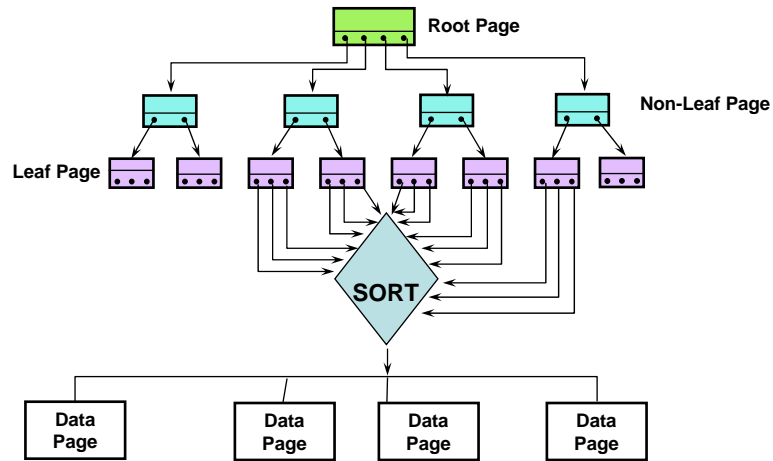 Root Page
Non-Leaf Page
Leaf Page
SORT
Data
Page
Data
Page
Data
Page
Data
Page